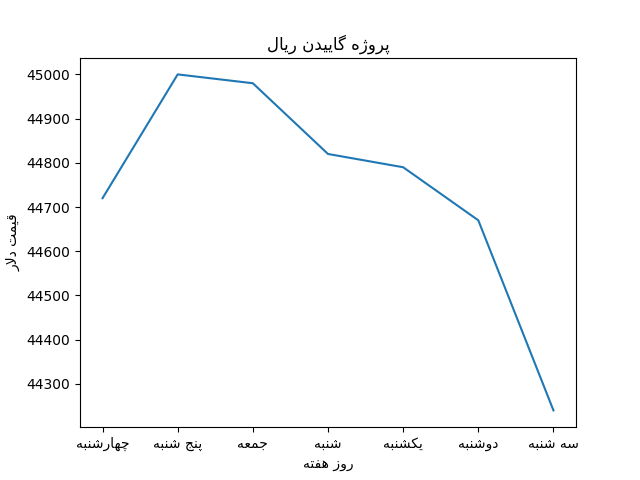 پروژه گاییدن ریال
قیمت دلار
45000
44900
44800
44700
44600
44500
44400
44300
چهارشنبه
پنج شنبه
جمعه
شنبه
یکشنبه
دوشنبه
سه شنبه
روز هفته